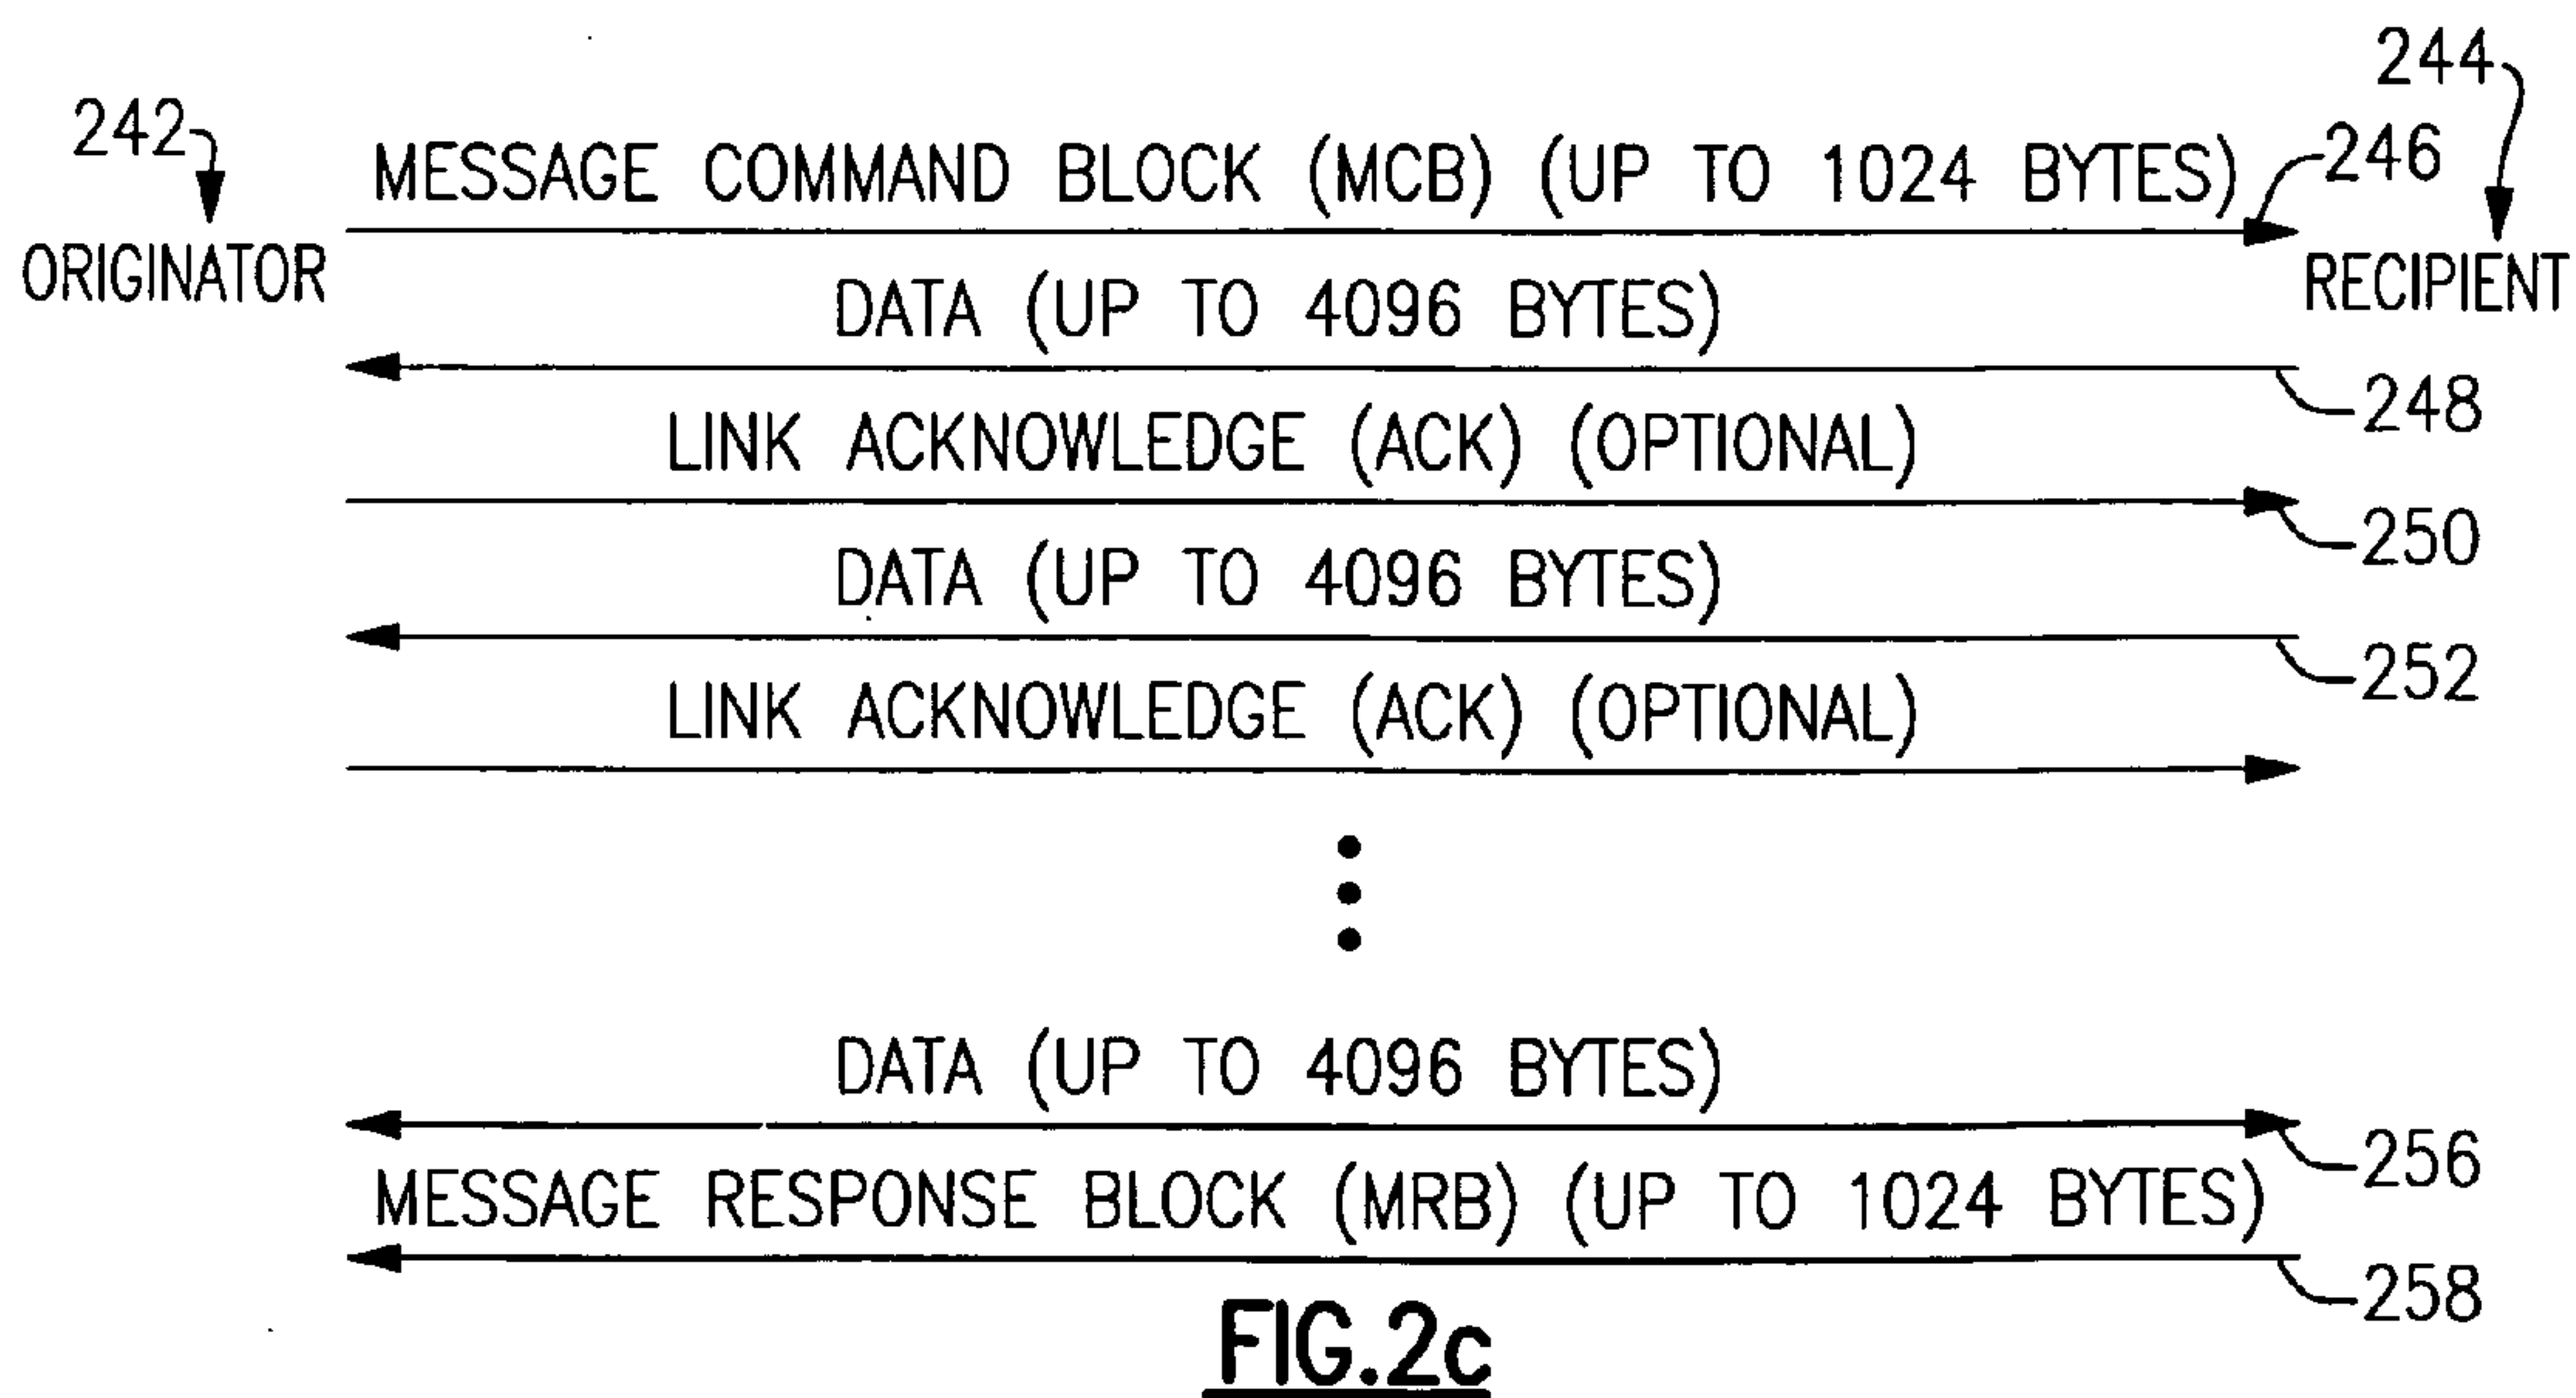 244
242
MESSAGE COMMAND BLOCK (MCB) (UP TO 1024 BYTES)
246
ORIGINATOR
RECIPIENT
DATA (UP TO 4096 BYTES)
248
LINK ACKNOWLEDGE (ACK) (OPTIONAL)
250
DATA (UP TO 4096 BYTES)
252
LINK ACKNOWLEDGE (ACK) (OPTIONAL)
DATA (UP TO 4096 BYTES)
256
MESSAGE RESPONSE BLOCK (MRB) (UP TO 1024 BYTES)
258
FIG.2c